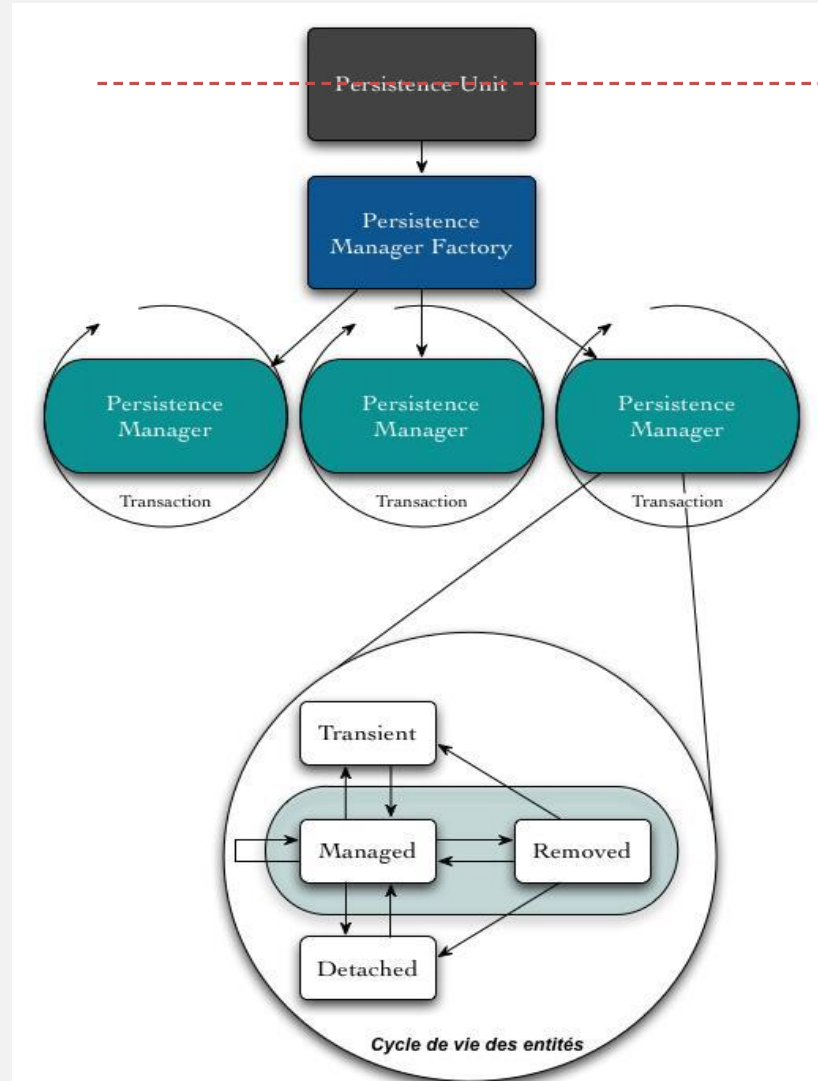 Persistence Unit
Persistence
Manager Factory
Persistence
Manager
Persistence
Manager
Persistence
Manager
Transaction
Transaction
Transaction
Transient
Managed
Removed
Detached
Cycle de vie des entités